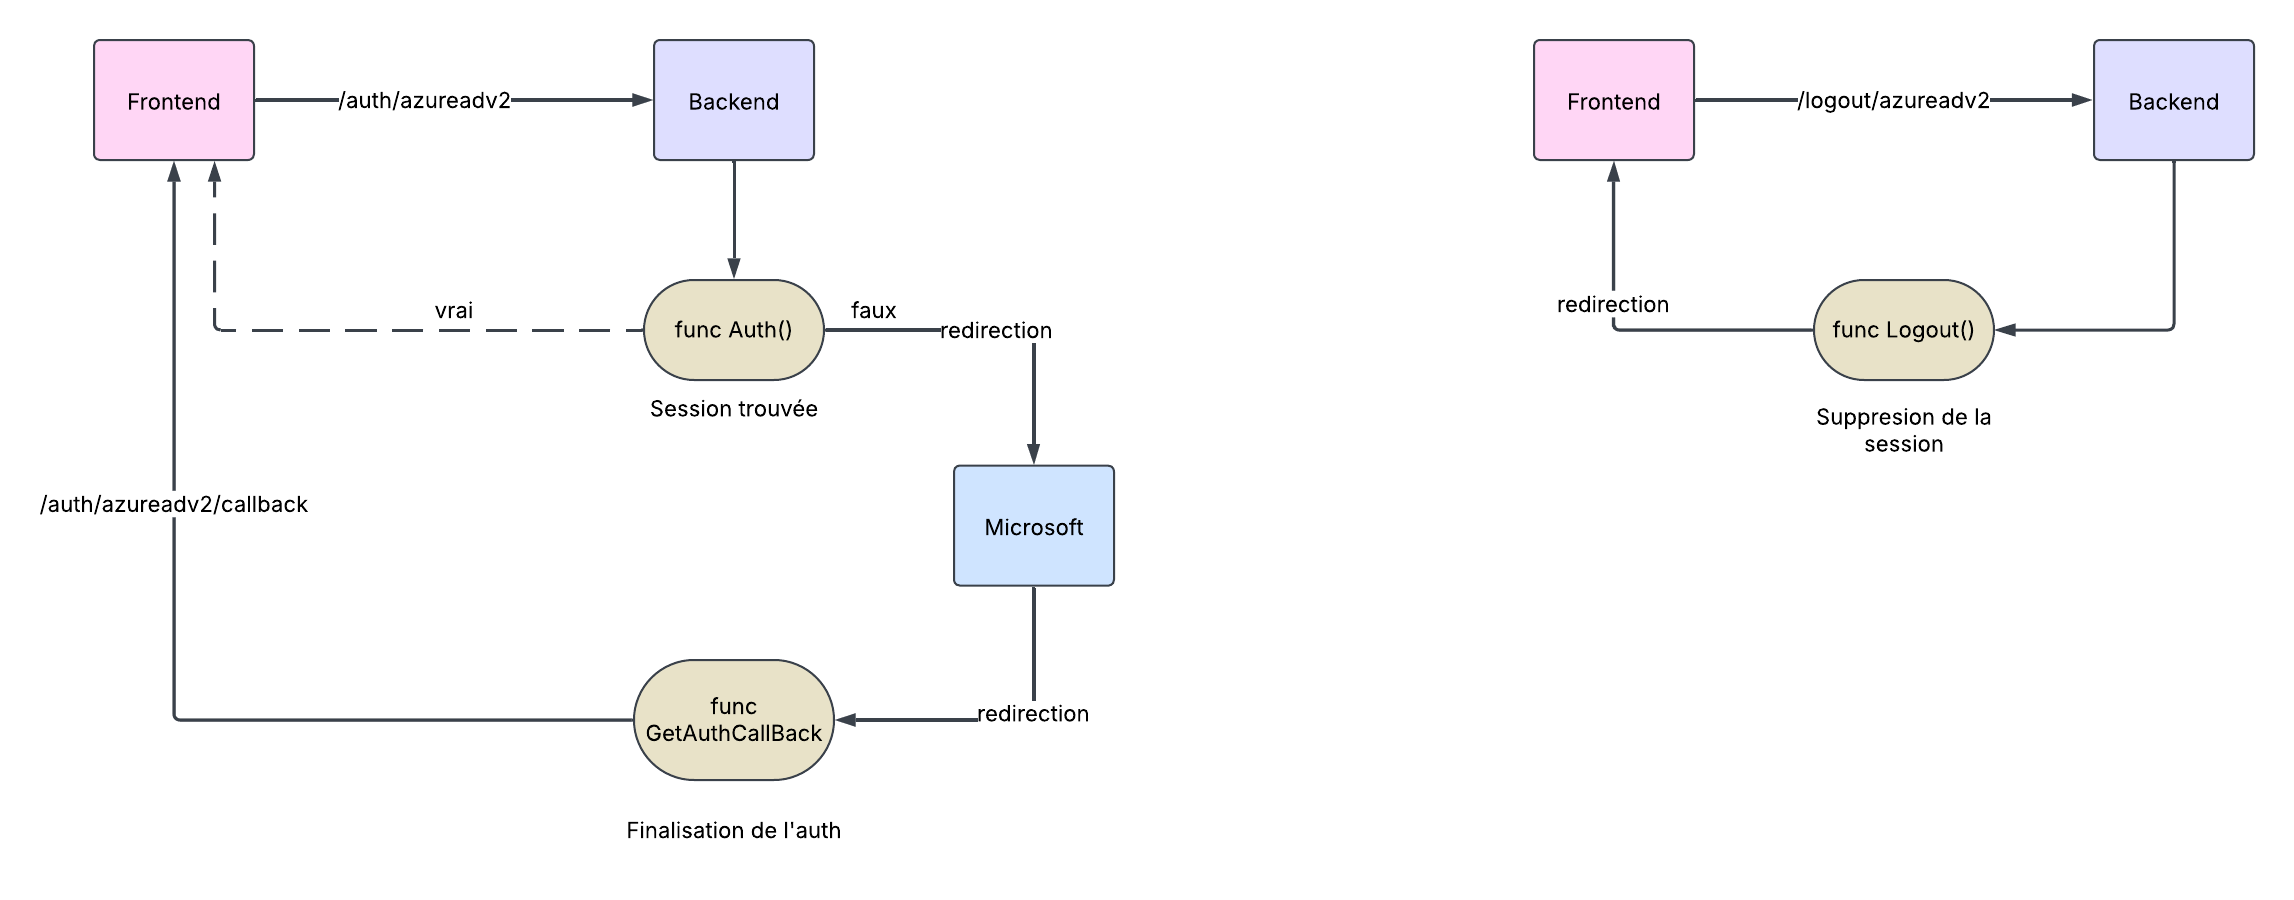 Frontend
/auth/azureadv2
Backend
vrai
func Auth()
faux
redirection
Session trouvée
/auth/azureadv2/callback
Microsoft
func
GetAuthCallBack
redirection
Finalisation de l'auth
Frontend
/logout/azureadv2
Backend
redirection
func Logout()
Suppresion de la
session